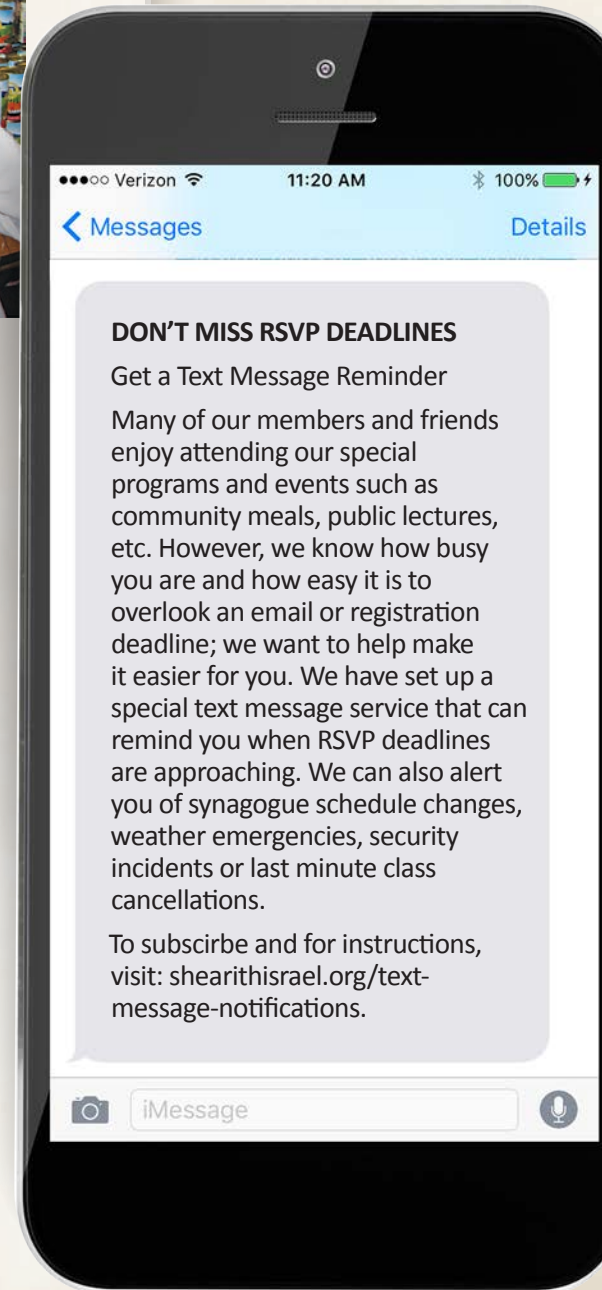 Verizon 11:20 AM 100%
Messages Details
DON'T MISS RSVP DEADLINES
Get a Text Message Reminder
Many of our members and friends
enjoy attending our special
programs and events such as
community meals, public lectures,
etc. However, we know how busy
you are and how easy it is to
overlook an email or registration
deadline; we want to help make
it easier for you. We have set up a
special text message service that can
remind you when RSVP deadlines
are approaching. We can also alert
you of synagogue schedule changes,
weather emergencies, security
incidents or last minute class
cancellations.
To subscirbe and for instructions,
visit: shearithisrael.org/text-
message-notifications.
iMessage